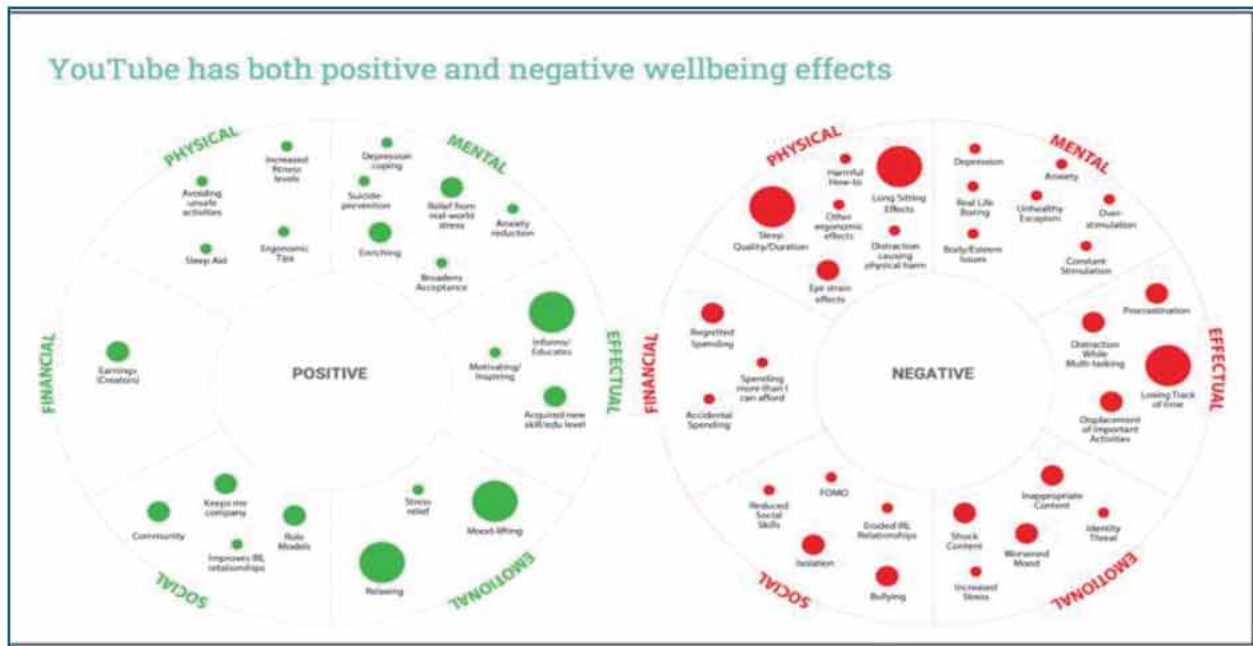 YouTube has both positive and negative wellbeing effects
PHYSICAL
Increased
fitness
levels
Avoiding
unsafe
activities
Sleep Aid
Ergonomic
Tips
MENTAL
Depression
coping
Suicide
prevention
Relief from
real-world
stress
Anxiety
reduction
Enriching
Broadens
Acceptance
EFFECTUAL
Informs/
Educates
Motivating/
Inspiring
Acquired new
skill/edu level
EMOTIONAL
Stress
relief
Mood-lifting
Relaxing
SOCIAL
Keeps me
company
Community
Role
Models
Improves IRL
relationships
FINANCIAL
Earnings
(Creators)
POSITIVE
PHYSICAL
Harmful
How-to
Long Sitting
Effects
Sleep
Quality/Duration
Other
ergonomic
effects
Distraction
causing
physical harm
Eye strain
effects
MENTAL
Depression
Anxiety
Real Life
Boring
Unhealthy
Escapism
Over-
stimulation
Body/Esteem
Issues
Constant
Stimulation
EFFECTUAL
Procrastination
Distraction
While
Multi-tasking
Losing Track
of time
Displacement
of Important
Activities
EMOTIONAL
Inappropriate
Content
Identity
Threat
Shock
Content
Worsened
Mood
Increased
Stress
SOCIAL
Reduced
Social
Skills
FOMO
Eroded IRL
Relationships
Isolation
Bullying
FINANCIAL
Regretted
Spending
Spending
more than I
can afford
Accidental
Spending
NEGATIVE